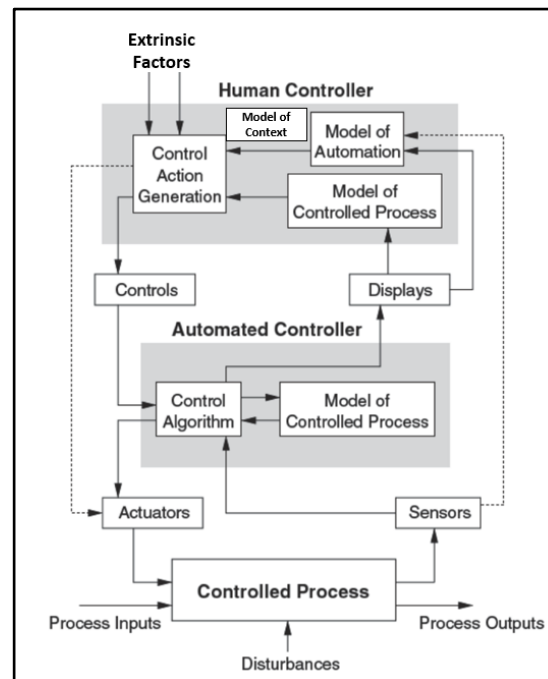 Extrinsic
Factors
Human Controller
Model of
Context
Model of
Automation
Control
Action
Generation
Model of
Controlled Process
Controls
Displays
Automated Controller
Control
Algorithm
Model of
Controlled Process
Actuators
Sensors
Controlled Process
Process Inputs
Process Outputs
Disturbances